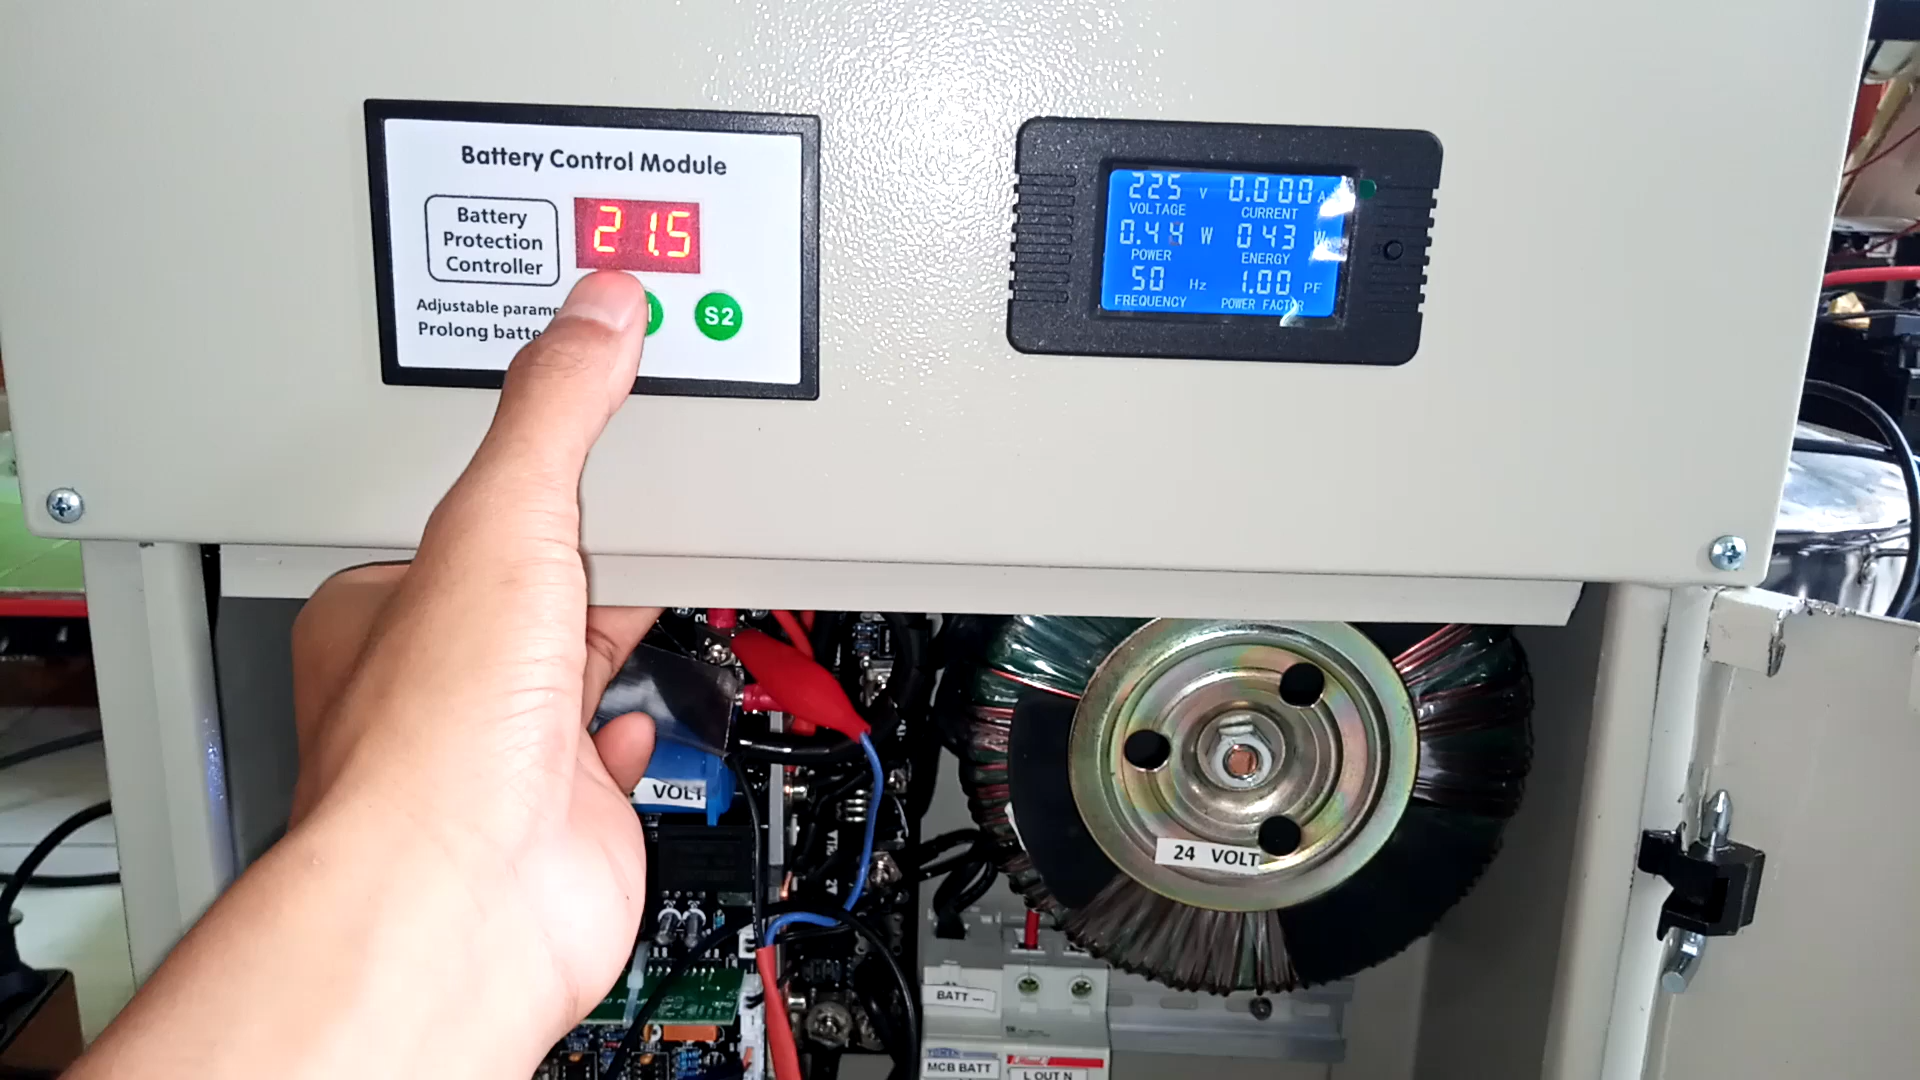 Battery Control Module
Battery
Protection
Controller
21.5
Adjustable parame
Prolong batte
S2
225 V 0.000 A
VOLTAGE CURRENT
0.44 W 043 W
POWER ENERGY
50 Hz 1.00 PF
FREQUENCY POWER FACTOR
VOLT
24 VOLT
BATT
MCB BATT
L OUT N